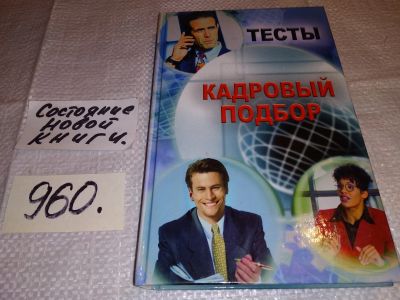 Состояние
новой
книги.
960.
ТЕСТЫ
КАДРОВЫЙ
ПОДБОР